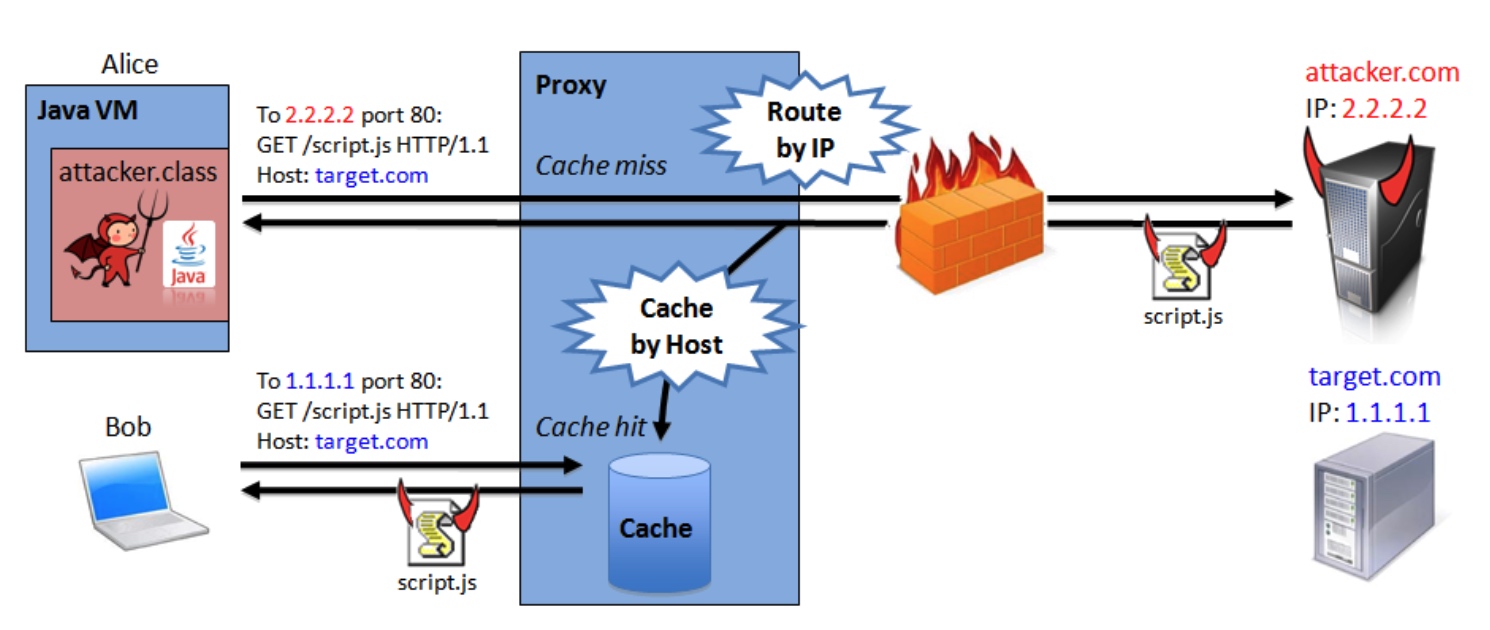 Alice
Java VM
attacker.class
Java
To 2.2.2.2 port 80:
GET /script.js HTTP/1.1
Host: target.com
Proxy
Cache miss
Route
by IP
attacker.com
IP: 2.2.2.2
script.js
Cache
by Host
Bob
To 1.1.1.1 port 80:
GET /script.js HTTP/1.1
Host: target.com
Cache hit
Cache
script.js
target.com
IP: 1.1.1.1